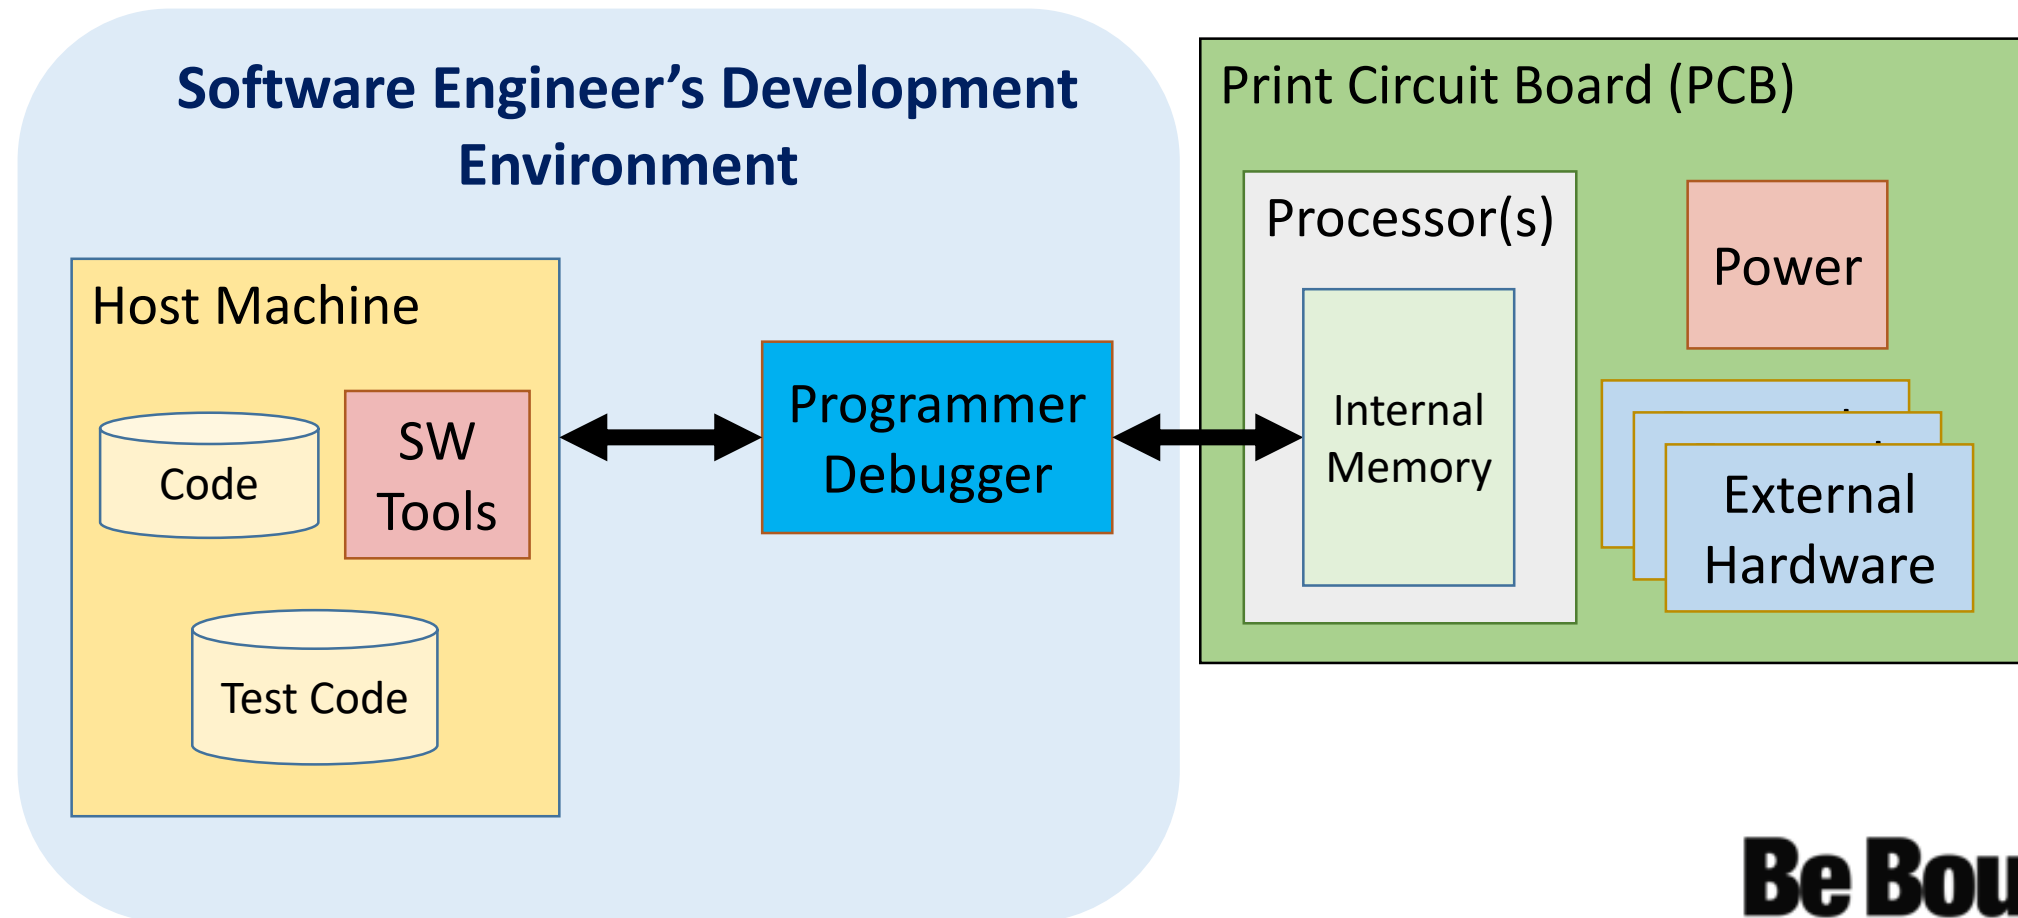 Software Engineer’s Development
Environment
Host Machine
Code
SW
Tools
Test Code
Programmer
Debugger
Print Circuit Board (PCB)
Processor(s)
Internal
Memory
Power
External
Hardware
Be